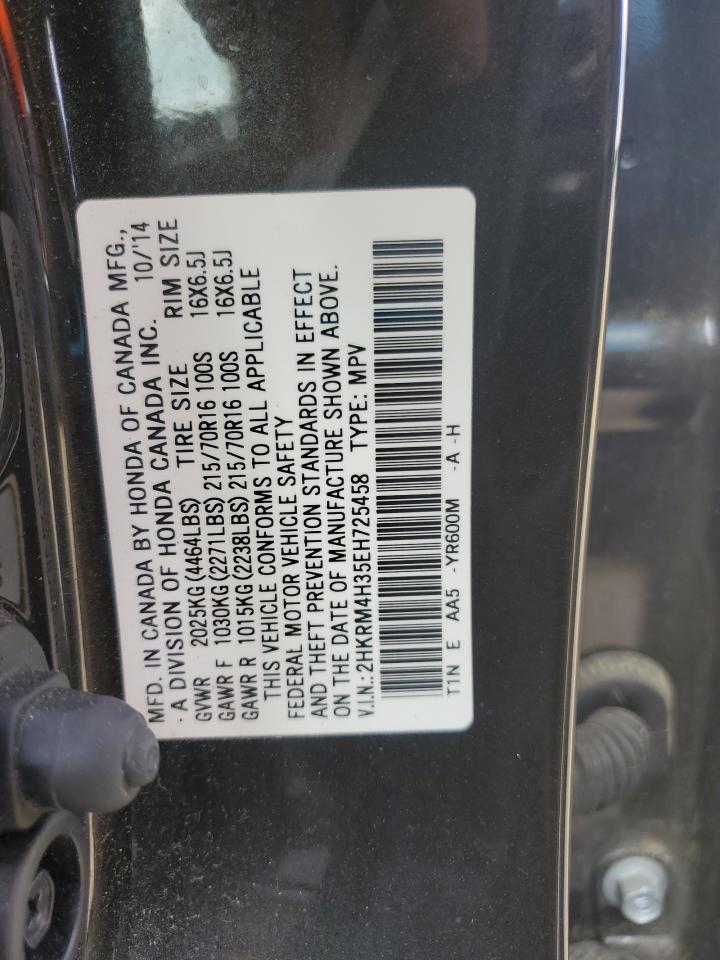 MFD. IN CANADA BY HONDA OF CANADA MFG.,
·A DIVISION OF HONDA CANADA INC. 10/'14
GVWR 2025KG(4464LBS) TIRE SIZE RIM SIZE
GAWR F 1030KG(2271LBS) 215/70R16 100S 16X6.5J
GAWR R 1015KG(2238LBS) 215/70R16 100S 16X6.5J
THIS VEHICLE CONFORMS TO ALL APPLICABLE
FEDERAL MOTOR VEHICLE SAFETY
AND THEFT PREVENTION STANDARDS IN EFFECT
ON THE DATE OF MANUFACTURE SHOWN ABOVE.
V.I.N.: 2HKRM4H35EH725458 TYPE: MPV
T1N E AA5 -YR600M -A -H